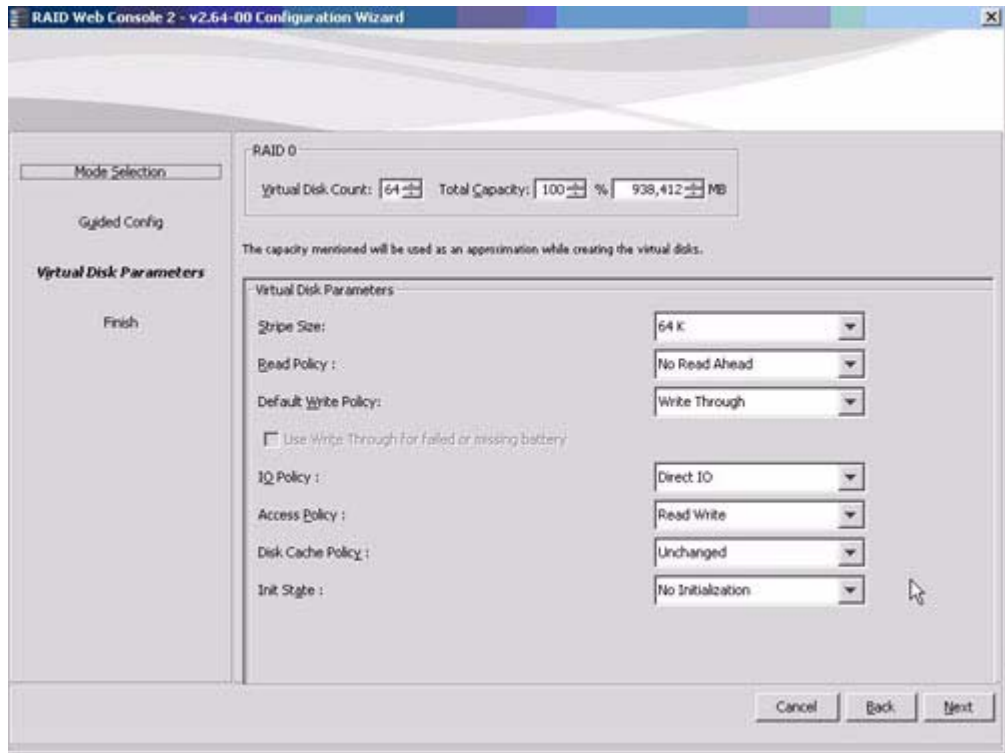 RAID Web Console 2 - v2.64-00 Configuration Wizard
Mode Selection
Guided Config
Virtual Disk Parameters
Finish
RAID 0
Virtual Disk Count: 64 Total Capacity: 100 % 938,412 MB
The capacity mentioned will be used as an approximation while creating the virtual disks.
Virtual Disk Parameters
Stripe Size: 64 K
Read Policy : No Read Ahead
Default Write Policy: Write Through
Use Write Through for failed or missing battery
IO Policy : Direct IO
Access Policy : Read Write
Disk Cache Policy : Unchanged
Init State : No Initialization
Cancel Back Next